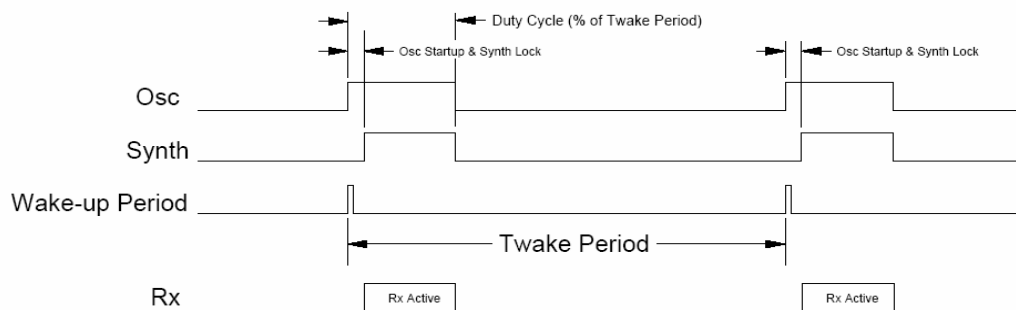 Duty Cycle (% of Twake Period)
Osc Startup & Synth Lock
Osc Startup & Synth Lock
Osc
Synth
Wake-up Period
Twake Period
Rx
Rx Active
Rx Active